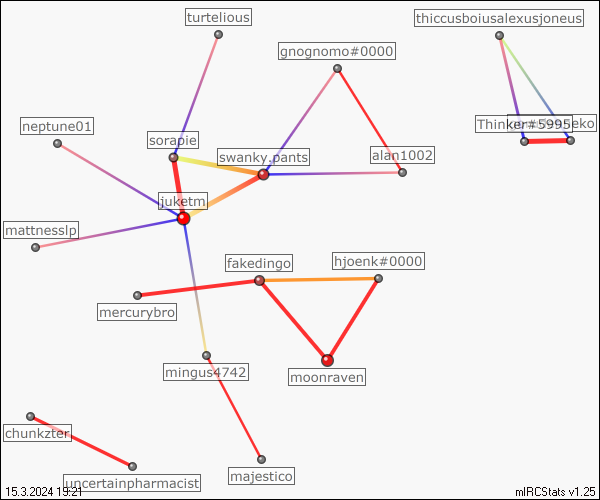 turtelious
thiccusboiusalexusjoneus
gnognomo#0000
neptune01
Thinker#5995
eko
sorapie
swanky.pants
alan1002
juketm
mattnesslp
fakedingo
hjoenk#0000
mercurybro
mingus4742
moonraven
chunkzter
majestico
uncertainpharmacist
15.3.2024 19:21
mIRCStats v1.25